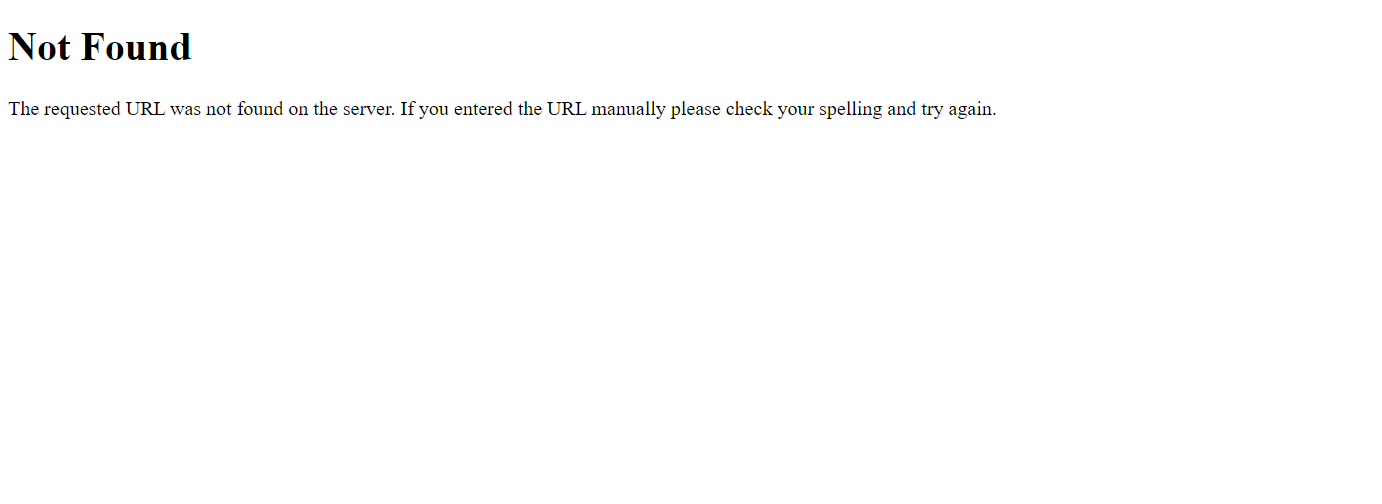 Not Found
The requested URL was not found on the server. If you entered the URL manually please check your spelling and try again.